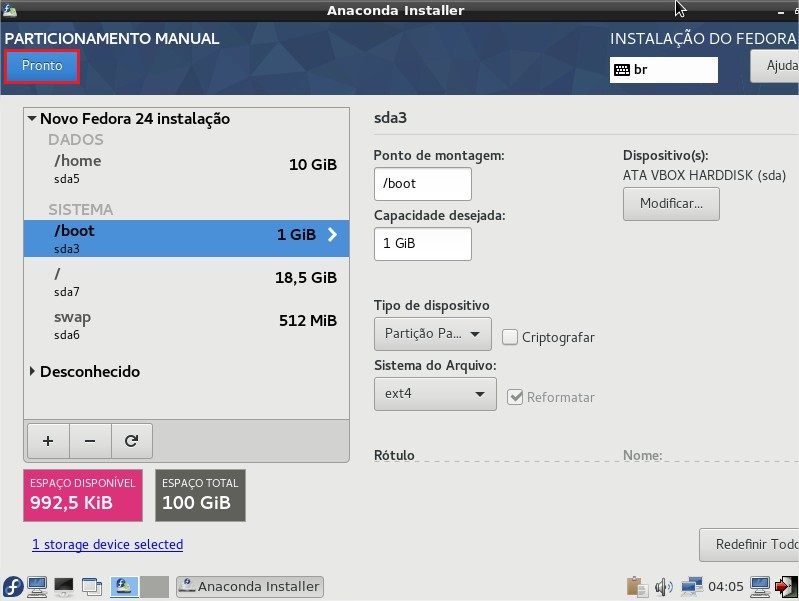 Anaconda Installer
PARTICIONAMENTO MANUAL
INSTALAÇÃO DO FEDORA
Pronto
br
Ajuda
Novo Fedora 24 instalação
DADOS
/home
10 GiB
sda5
SISTEMA
/boot
1 GiB
sda3
/
18,5 GiB
sda7
swap
512 MiB
sda6
Desconhecido
+ −
ESPAÇO DISPONÍVEL
992,5 KiB
ESPAÇO TOTAL
100 GiB
1 storage device selected
sda3
Ponto de montagem:
/boot
Capacidade desejada:
1 GiB
Dispositivo(s):
ATA VBOX HARDDISK (sda)
Modificar...
Tipo de dispositivo
Partição Pa...
Criptografar
Sistema do Arquivo:
ext4
Reformatar
Rótulo
Nome:
Redefinir Todo
Anaconda Installer
04:05